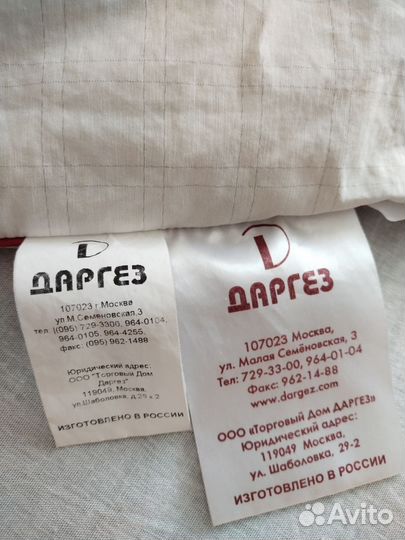 ДАРГЕЗ
107023 г.Москва
ул.М.Семёновская,3
тел.:(095) 729-3300, 964-0104,
964-0105, 964-4255,
факс: (095) 962-1488
Юридический адрес:
ООО "Торговый Дом
Даргез"
119049, Москва,
ул.Шаболовка, д.29 к 2
ИЗГОТОВЛЕНО В РОССИИ
ДАРГЕЗ
107023 Москва,
ул. Малая Семёновская, 3
Тел: 729-33-00, 964-01-04
Факс: 962-14-88
www.dargez.com
ООО «Торговый Дом ДАРГЕЗ»
Юридический адрес:
119049 Москва,
ул. Шаболовка, 29-2
ИЗГОТОВЛЕНО В РОССИИ
Avito